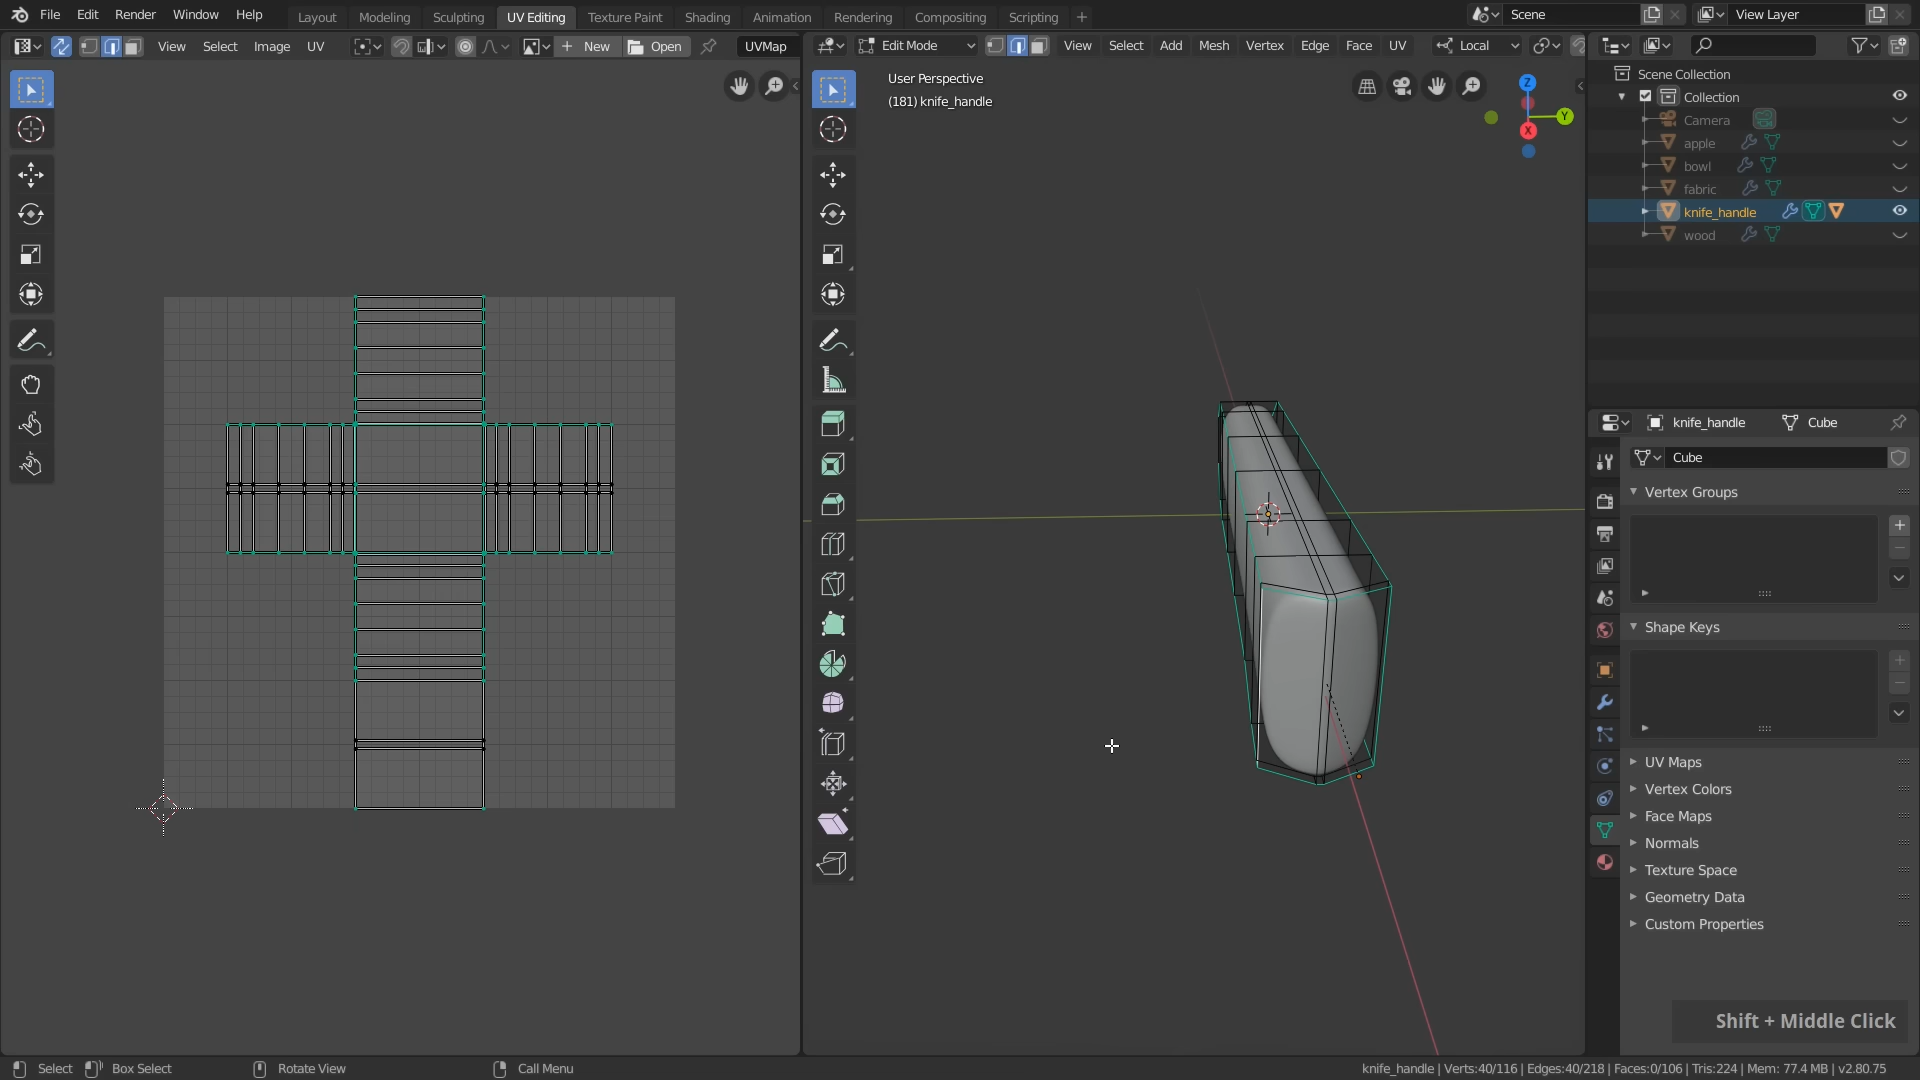 File Edit Render Window Help Layout Modeling Sculpting UV Editing Texture Paint Shading Animation Rendering Compositing Scripting + Scene View Layer
View Select Image UV New Open UVMap Edit Mode View Select Add Mesh Vertex Edge Face UV Local
User Perspective
(181) knife_handle
Z
Y
X
Scene Collection
Collection
Camera
apple
bowl
fabric
knife_handle
wood
knife_handle Cube
Cube
Vertex Groups
Shape Keys
UV Maps
Vertex Colors
Face Maps
Normals
Texture Space
Geometry Data
Custom Properties
Shift + Middle Click
Select Box Select Rotate View Call Menu knife_handle | Verts:40/116 | Edges:40/218 | Faces:0/106 | Tris:224 | Mem: 77.4 MB | v2.80.75